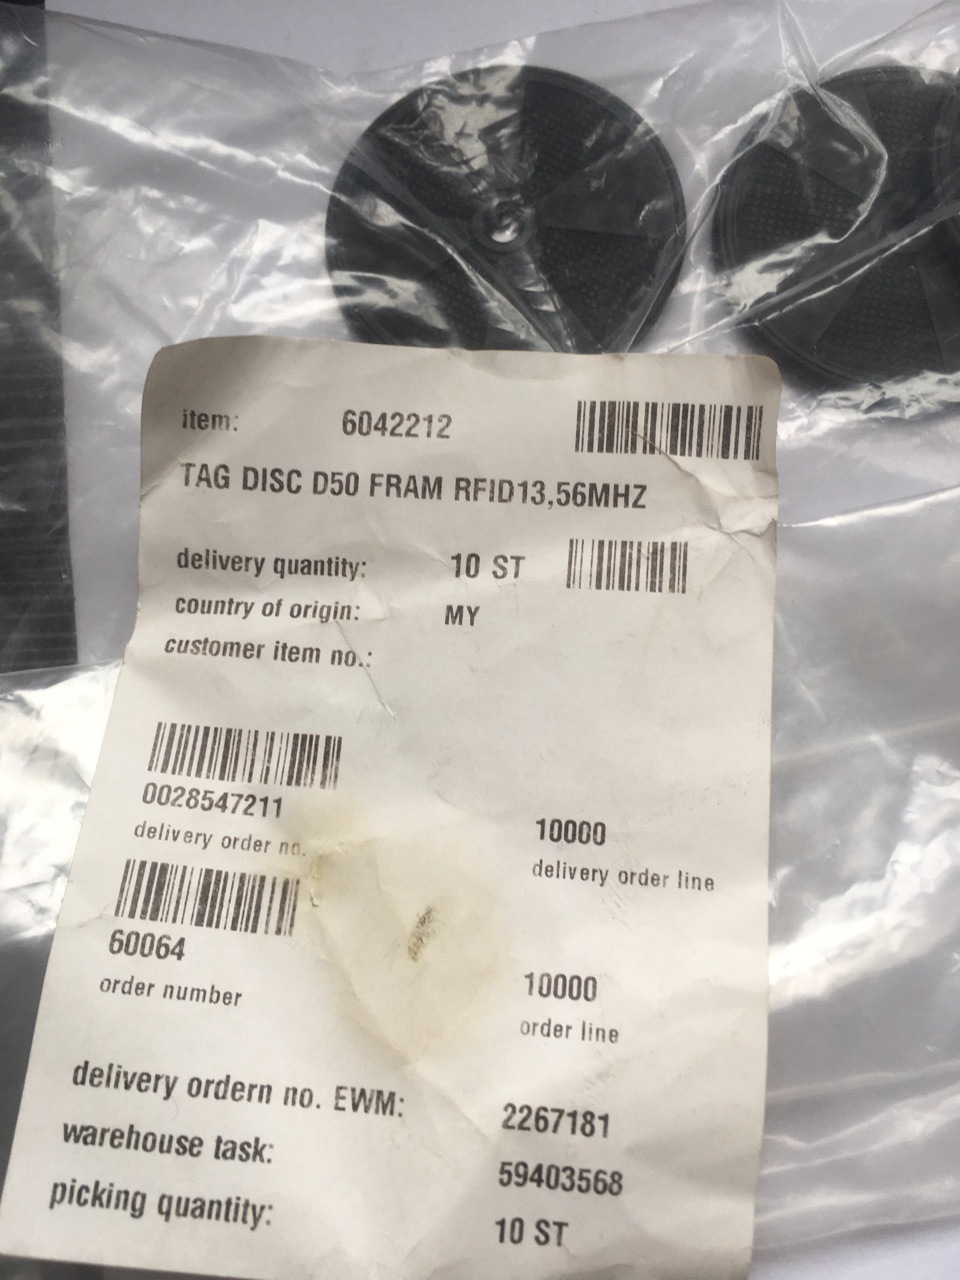 item: 6042212
TAG DISC D50 FRAM RFID13,56MHZ
delivery quantity: 10 ST
country of origin: MY
customer item no.:
0028547211
delivery order no.
10000
delivery order line
60064
order number
10000
order line
delivery ordern no. EWM: 2267181
warehouse task: 59403568
picking quantity: 10 ST